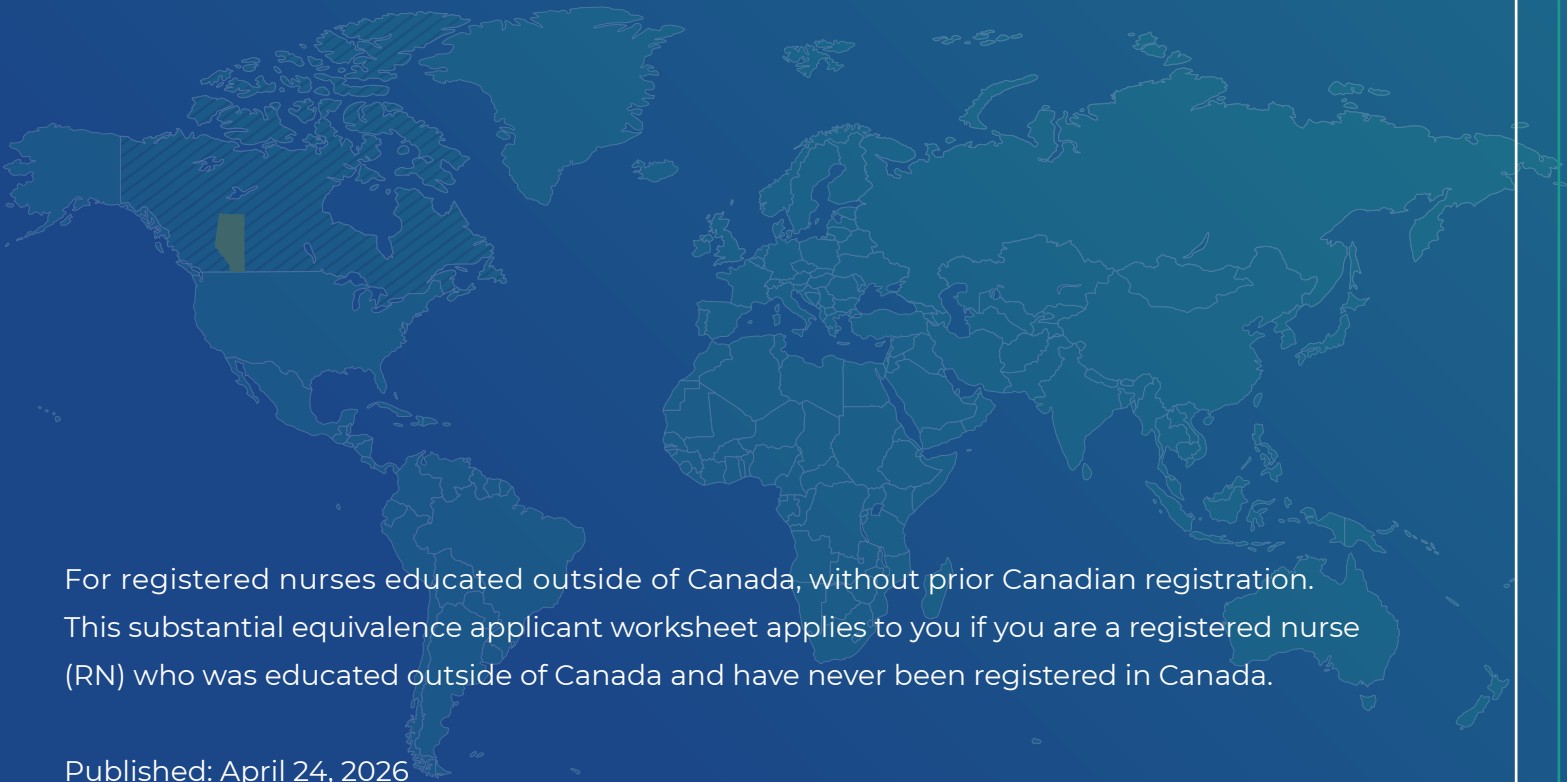 For registered nurses educated outside of Canada, without prior Canadian registration.
This substantial equivalence applicant worksheet applies to you if you are a registered nurse
(RN) who was educated outside of Canada and have never been registered in Canada.
Published: April 24, 2026